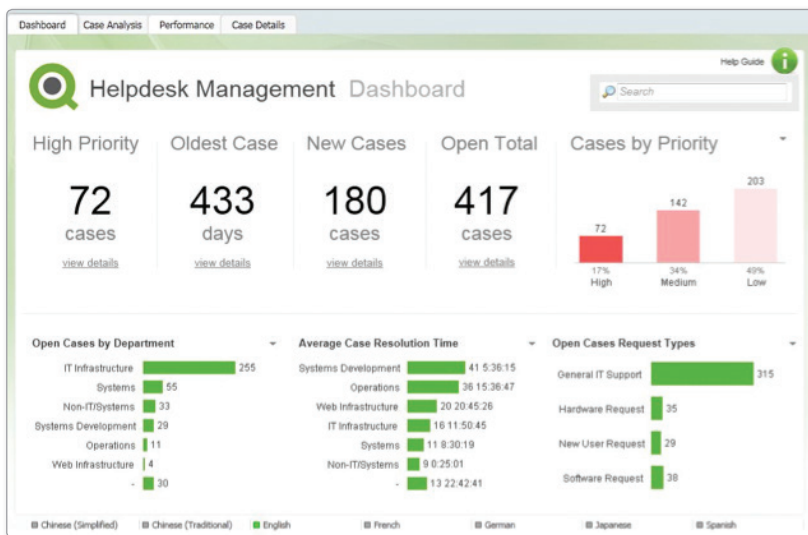 Dashboard Case Analysis Performance Case Details
Help Guide
Helpdesk Management Dashboard
Search
High Priority Oldest Case New Cases Open Total Cases by Priority
72 433 180 417
cases days cases cases
view details view details view details view details
203
142
72
17% 34% 49%
High Medium Low
Open Cases by Department
IT Infrastructure 255
Systems 55
Non-IT/Systems 33
Systems Development 29
Operations 11
Web Infrastructure 4
- 30
Average Case Resolution Time
Systems Development 41 5:36:15
Operations 36 15:36:47
Web Infrastructure 20 20:45:26
IT Infrastructure 16 11:50:45
Systems 11 8:30:19
Non-IT/Systems 9 0:25:01
- 13 22:42:41
Open Cases Request Types
General IT Support 315
Hardware Request 35
New User Request 29
Software Request 38
Chinese (Simplified) Chinese (Traditional) English French German Japanese Spanish